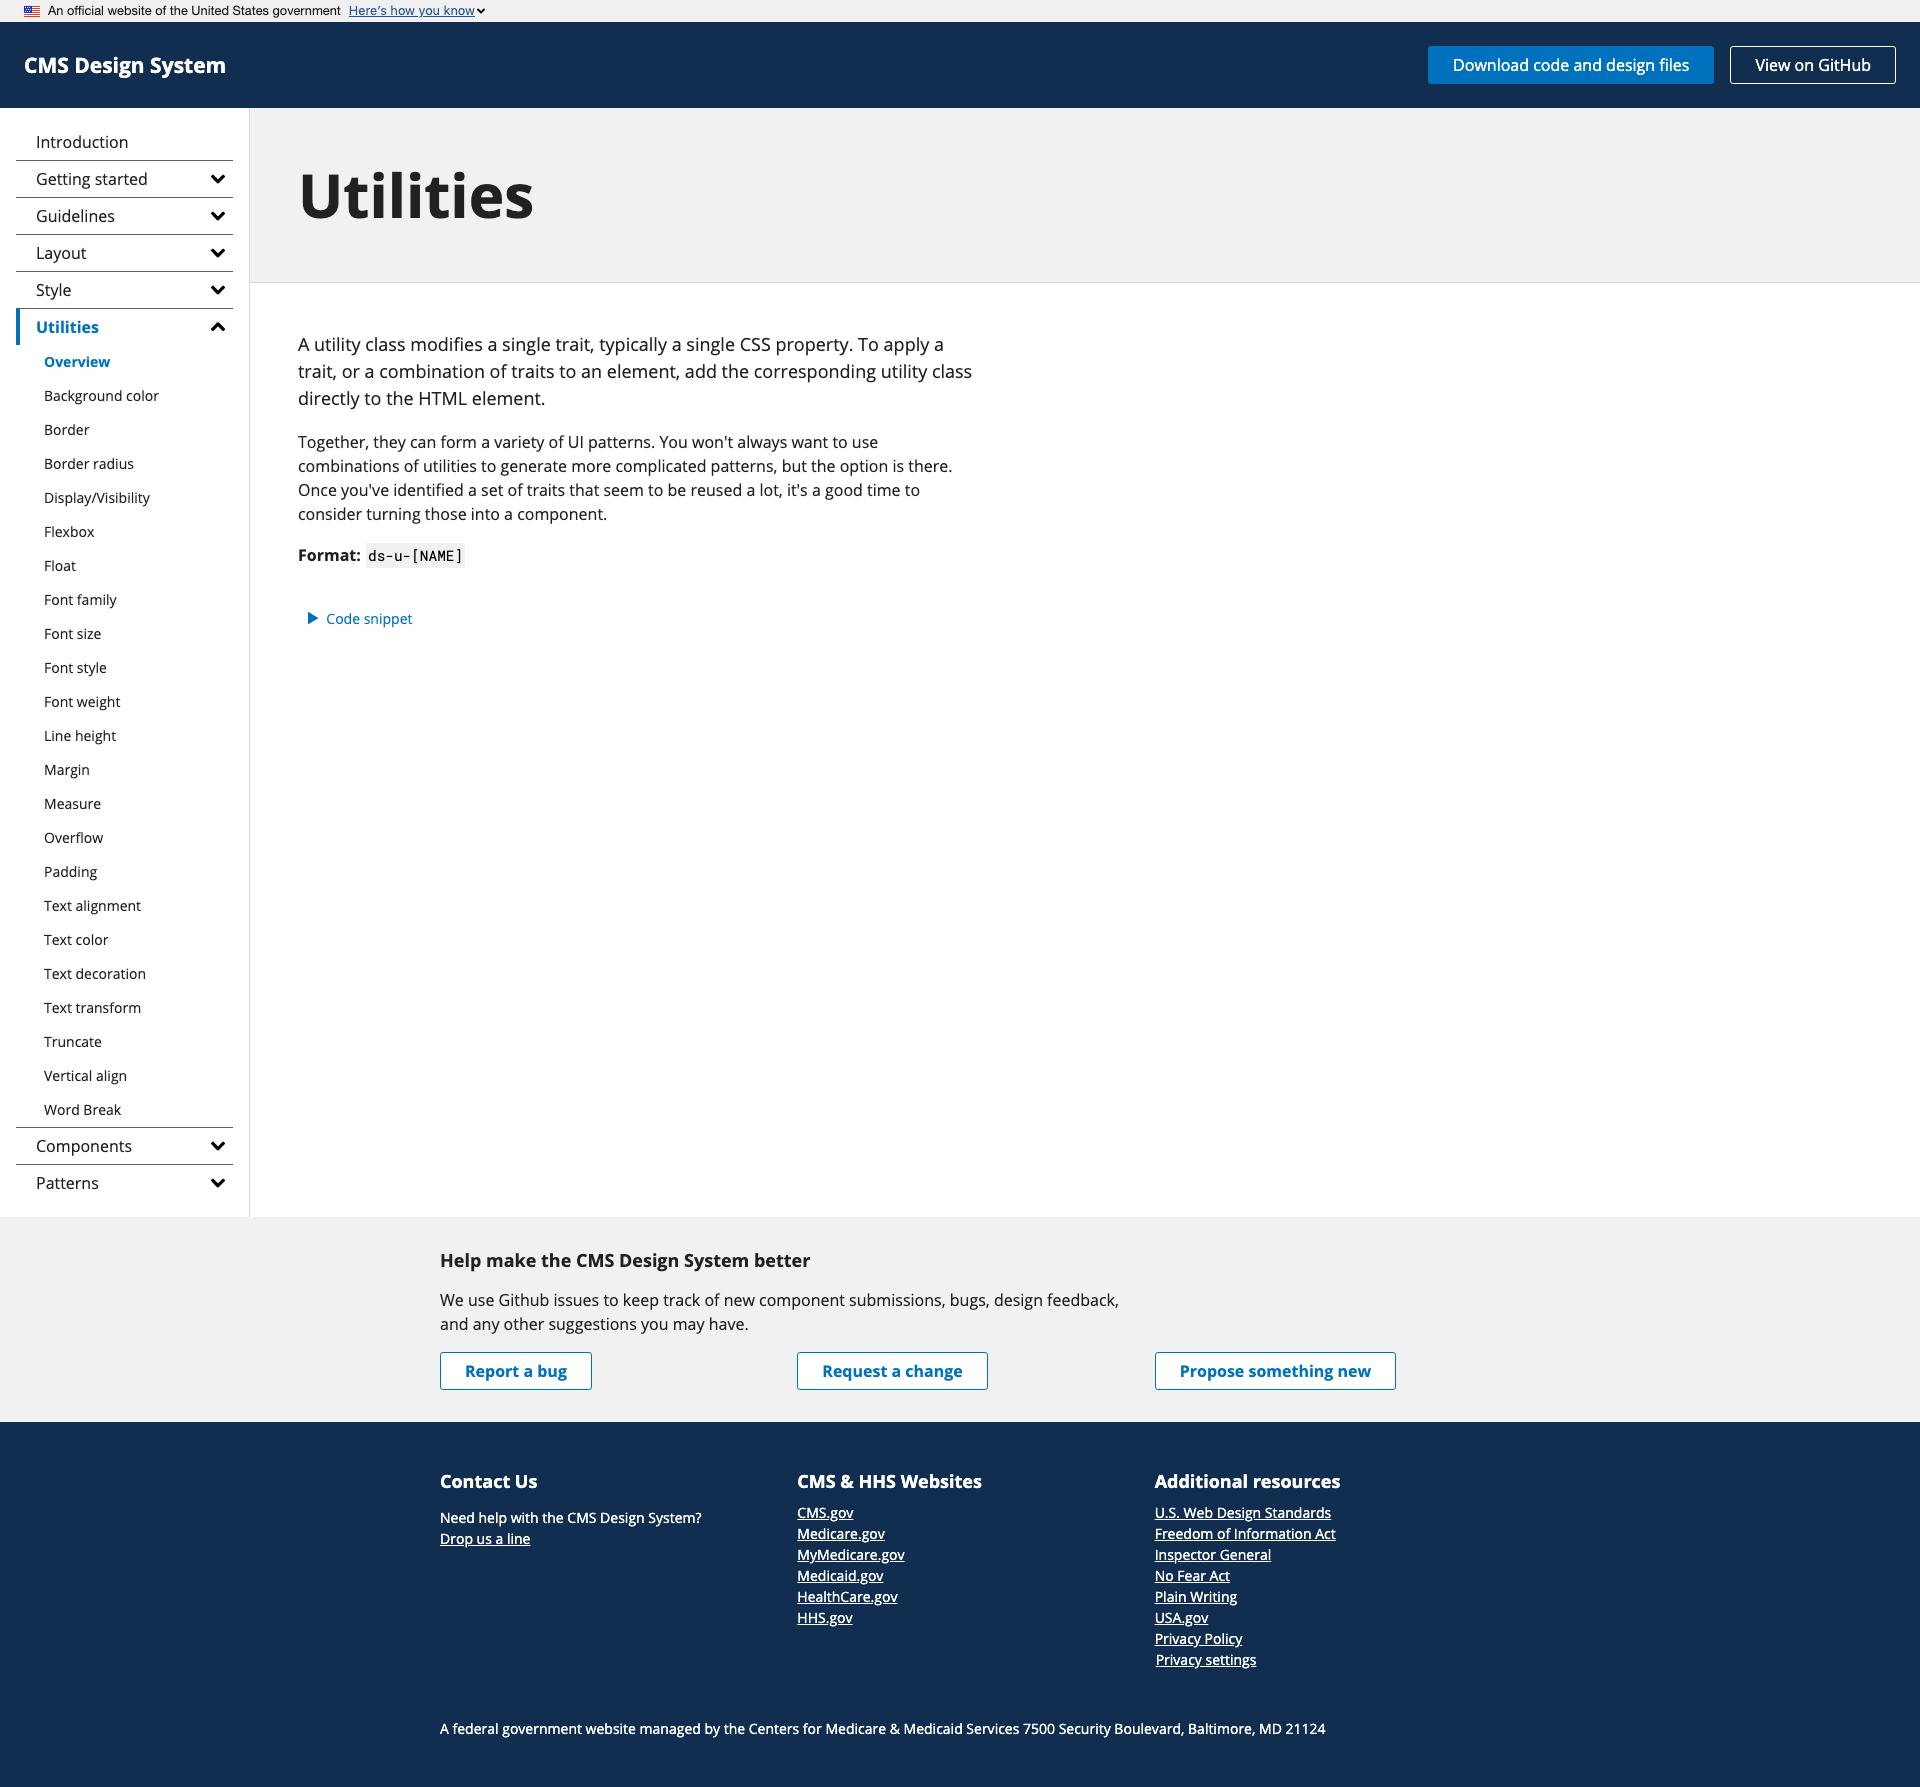 An official website of the United States government Here's how you know
CMS Design System
Download code and design files
View on GitHub
Introduction
Getting started
Guidelines
Layout
Style
Utilities
Overview
Background color
Border
Border radius
Display/Visibility
Flexbox
Float
Font family
Font size
Font style
Font weight
Line height
Margin
Measure
Overflow
Padding
Text alignment
Text color
Text decoration
Text transform
Truncate
Vertical align
Word Break
Components
Patterns
Utilities
A utility class modifies a single trait, typically a single CSS property. To apply a
trait, or a combination of traits to an element, add the corresponding utility class
directly to the HTML element.
Together, they can form a variety of UI patterns. You won't always want to use
combinations of utilities to generate more complicated patterns, but the option is there.
Once you've identified a set of traits that seem to be reused a lot, it's a good time to
consider turning those into a component.
Format: ds-u-[NAME]
Code snippet
Help make the CMS Design System better
We use Github issues to keep track of new component submissions, bugs, design feedback,
and any other suggestions you may have.
Report a bug
Request a change
Propose something new
Contact Us
Need help with the CMS Design System?
Drop us a line
CMS & HHS Websites
CMS.gov
Medicare.gov
MyMedicare.gov
Medicaid.gov
HealthCare.gov
HHS.gov
Additional resources
U.S. Web Design Standards
Freedom of Information Act
Inspector General
No Fear Act
Plain Writing
USA.gov
Privacy Policy
Privacy settings
A federal government website managed by the Centers for Medicare & Medicaid Services 7500 Security Boulevard, Baltimore, MD 21124